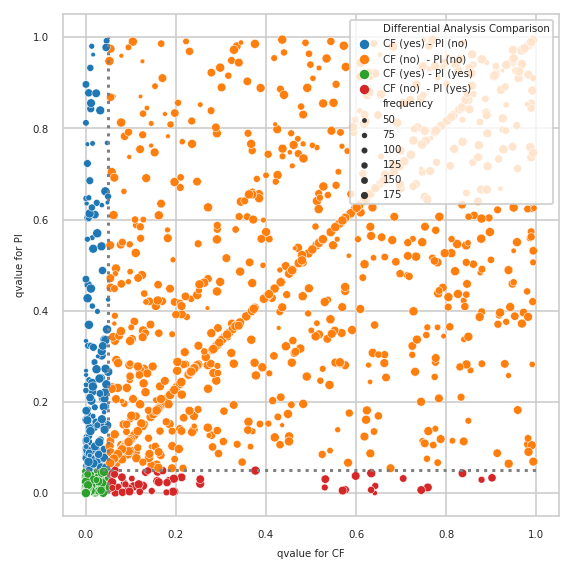 Differential Analysis Comparison
CF (yes) - PI (no)
CF (no)  - PI (no)
CF (yes) - PI (yes)
CF (no)  - PI (yes)
frequency
50
75
100
125
150
175
1.0
0.8
0.6
0.4
0.2
0.0
qvalue for PI
0.0 0.2 0.4 0.6 0.8 1.0
qvalue for CF